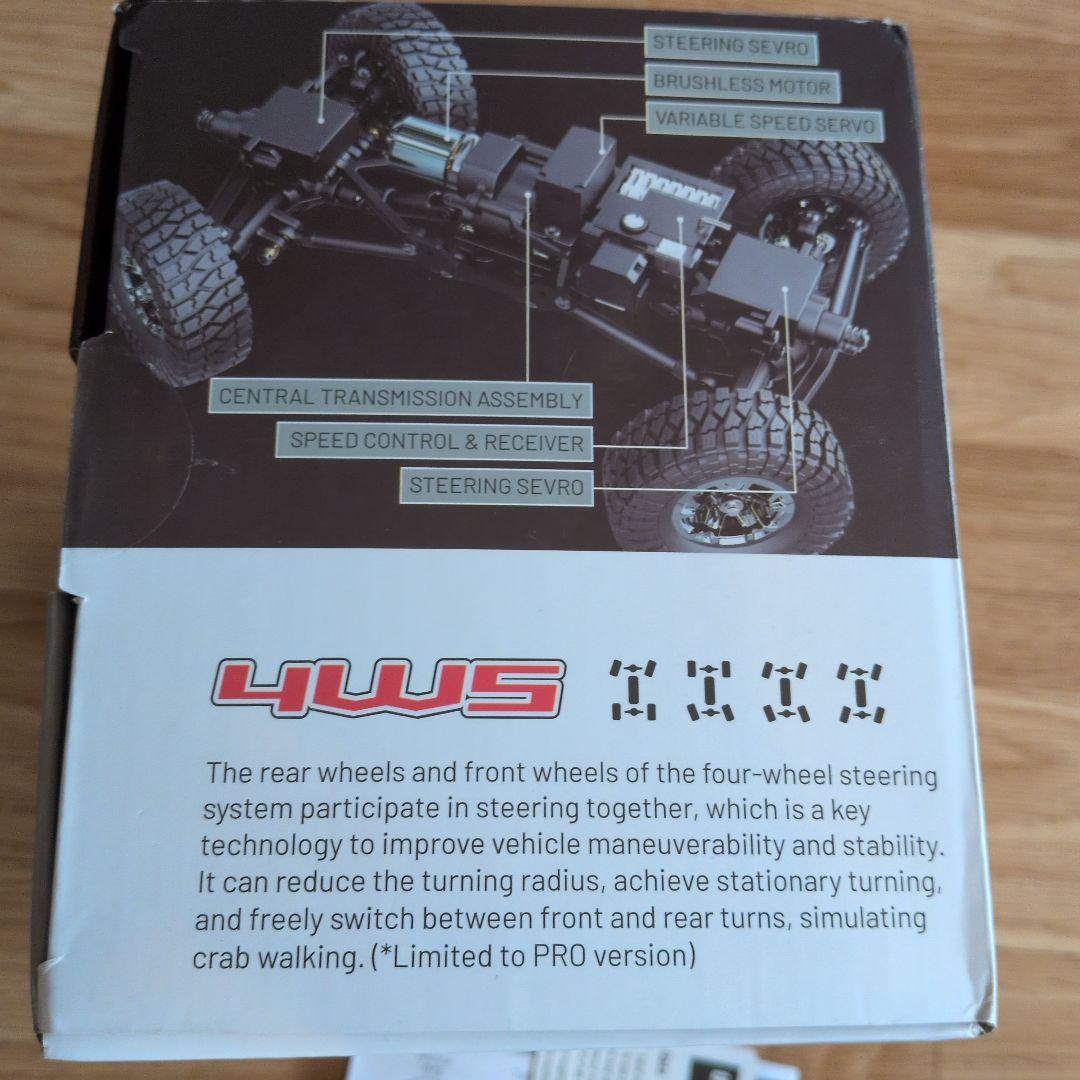 STEERING SEVRO
BRUSHLESS MOTOR
VARIABLE SPEED SERVO
CENTRAL TRANSMISSION ASSEMBLY
SPEED CONTROL & RECEIVER
STEERING SEVRO
4WS
The rear wheels and front wheels of the four-wheel steering
system participate in steering together, which is a key
technology to improve vehicle maneuverability and stability.
It can reduce the turning radius, achieve stationary turning,
and freely switch between front and rear turns, simulating
crab walking. (*Limited to PRO version)